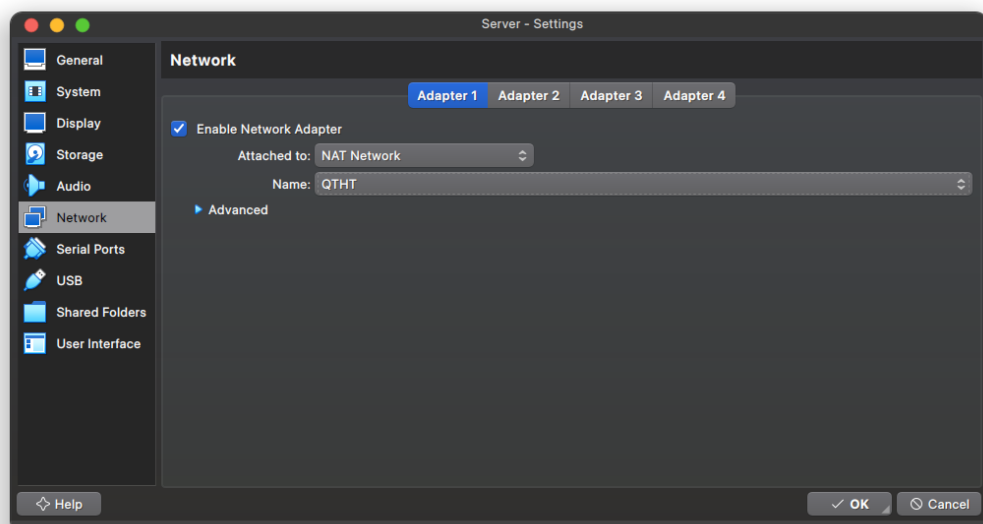 Server - Settings
General
System
Display
Storage
Audio
Network
Serial Ports
USB
Shared Folders
User Interface
Network
Adapter 1 Adapter 2 Adapter 3 Adapter 4
Enable Network Adapter
Attached to: NAT Network
Name: QTHT
Advanced
Help
OK
Cancel